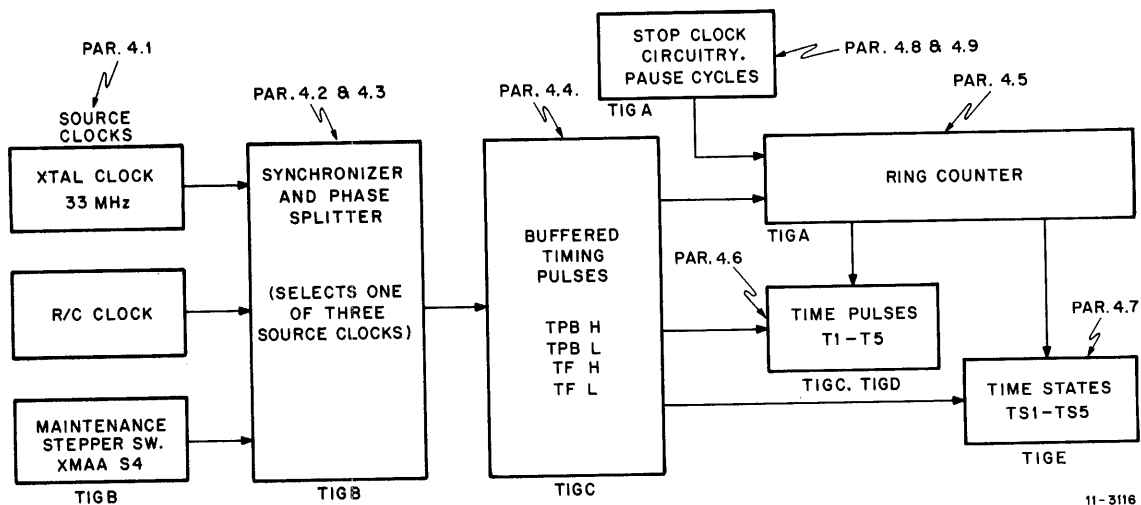 PAR. 4.1
SOURCE
CLOCKS
XTAL CLOCK
33 MHz
R/C CLOCK
MAINTENANCE
STEPPER SW.
XMAA S4
TIGB
PAR. 4.2 & 4.3
SYNCHRONIZER
AND PHASE
SPLITTER
(SELECTS ONE
OF THREE
SOURCE CLOCKS)
TIGB
PAR. 4.4.
BUFFERED
TIMING
PULSES
TPB H
TPB L
TF H
TF L
TIGC
STOP CLOCK
CIRCUITRY.
PAUSE CYCLES
TIGA
PAR. 4.8 & 4.9
PAR. 4.5
RING COUNTER
TIGA
PAR. 4.6
TIME PULSES
T1-T5
TIGC. TIGD
PAR. 4.7
TIME STATES
TS1-TS5
TIGE
11-3116